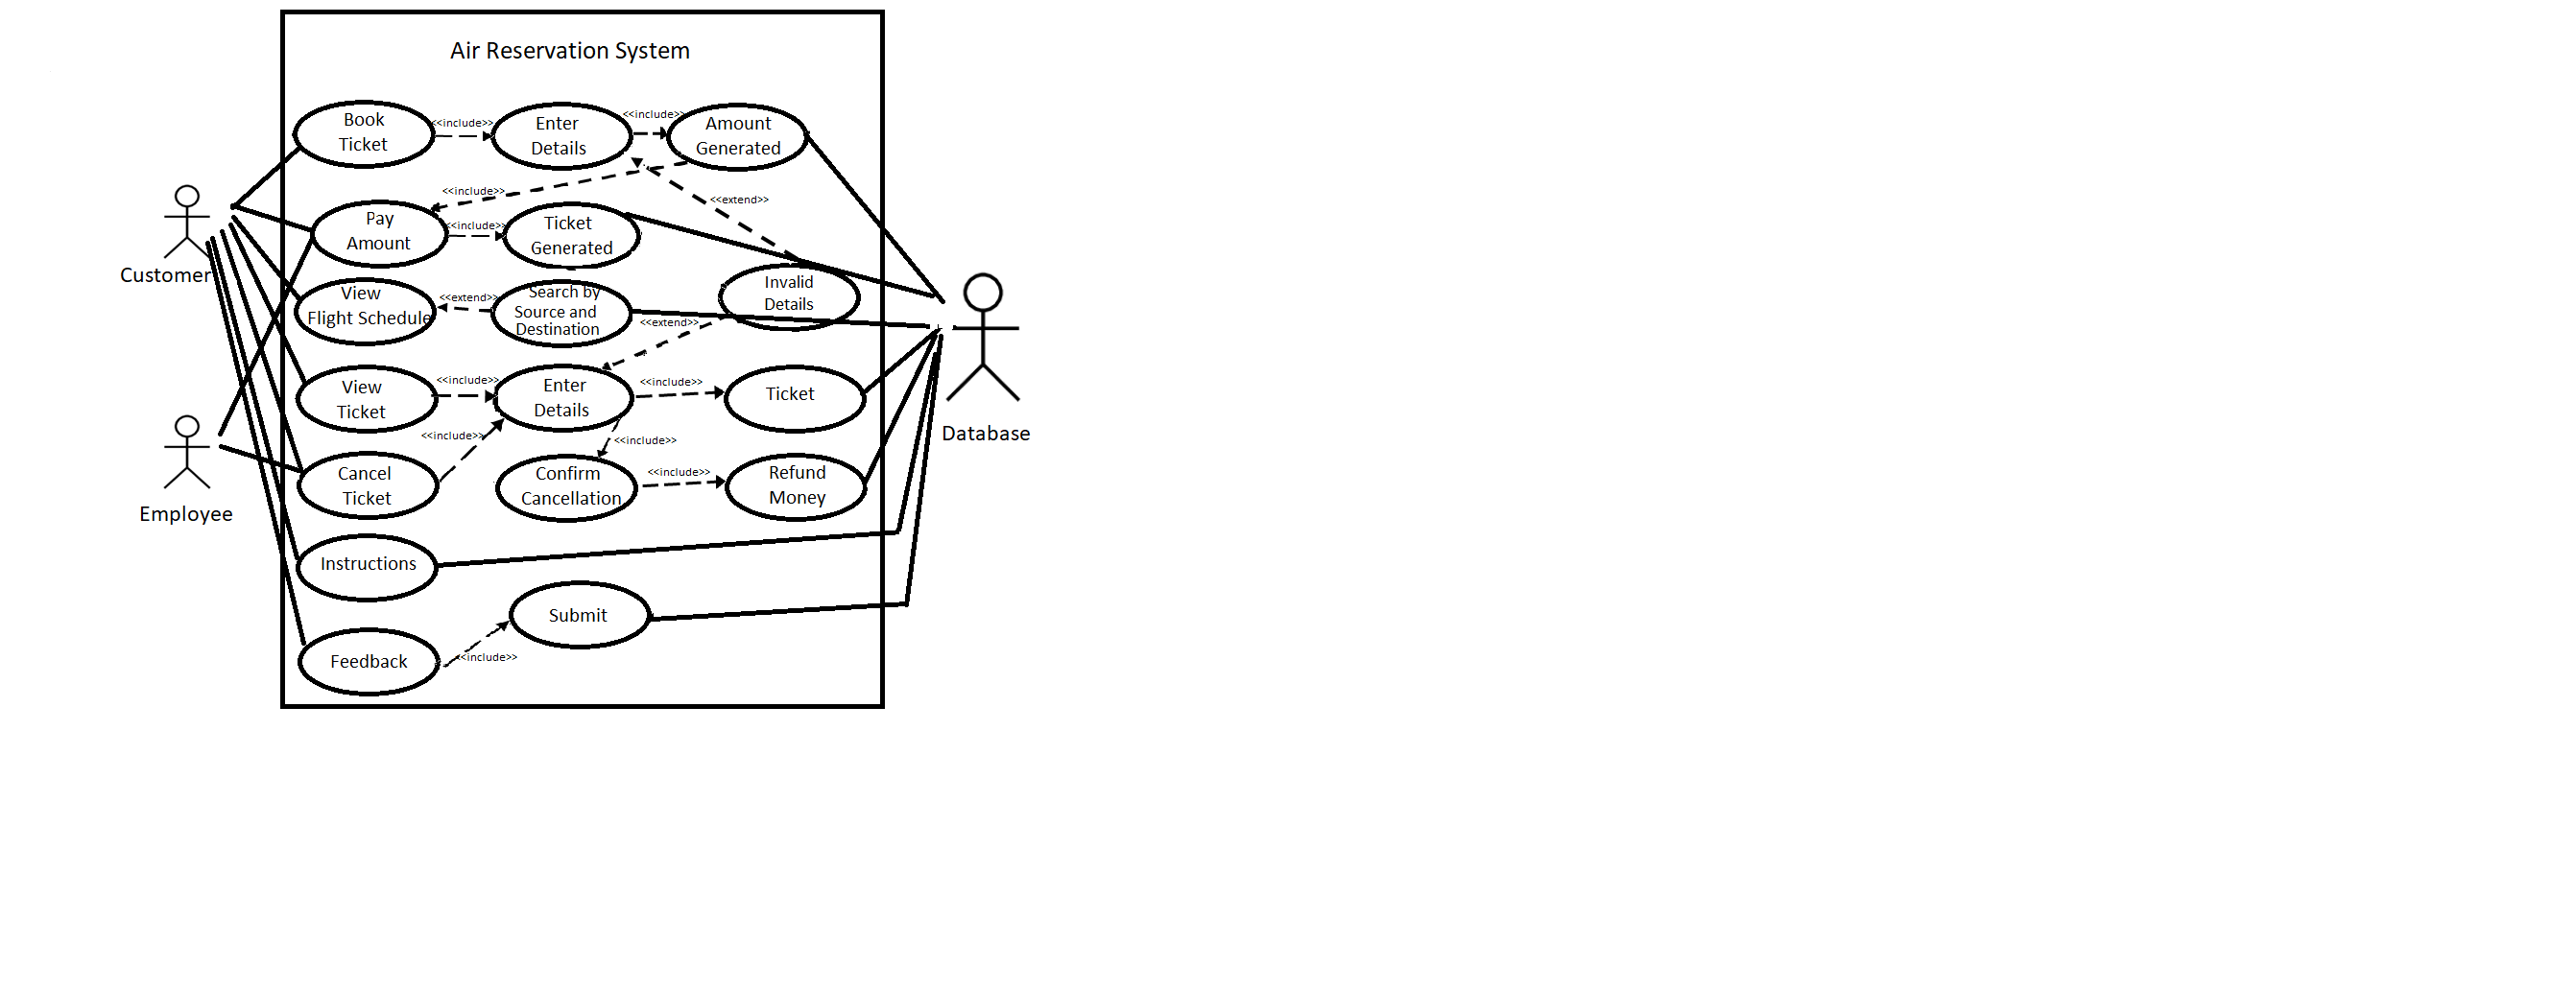 Air Reservation System
Book
Ticket
<<include>>
Enter
Details
<<include>>
Amount
Generated
<<include>>
<<extend>>
Pay
Amount
<<include>>
Ticket
Generated
Customer
View
Flight Schedule
<<extend>>
Search by
Source and
Destination
Invalid
Details
<<extend>>
View
Ticket
<<include>>
Enter
Details
<<include>>
Ticket
Database
<<include>>
<<include>>
Employee
Cancel
Ticket
Confirm
Cancellation
<<include>>
Refund
Money
Instructions
Submit
Feedback
<<include>>